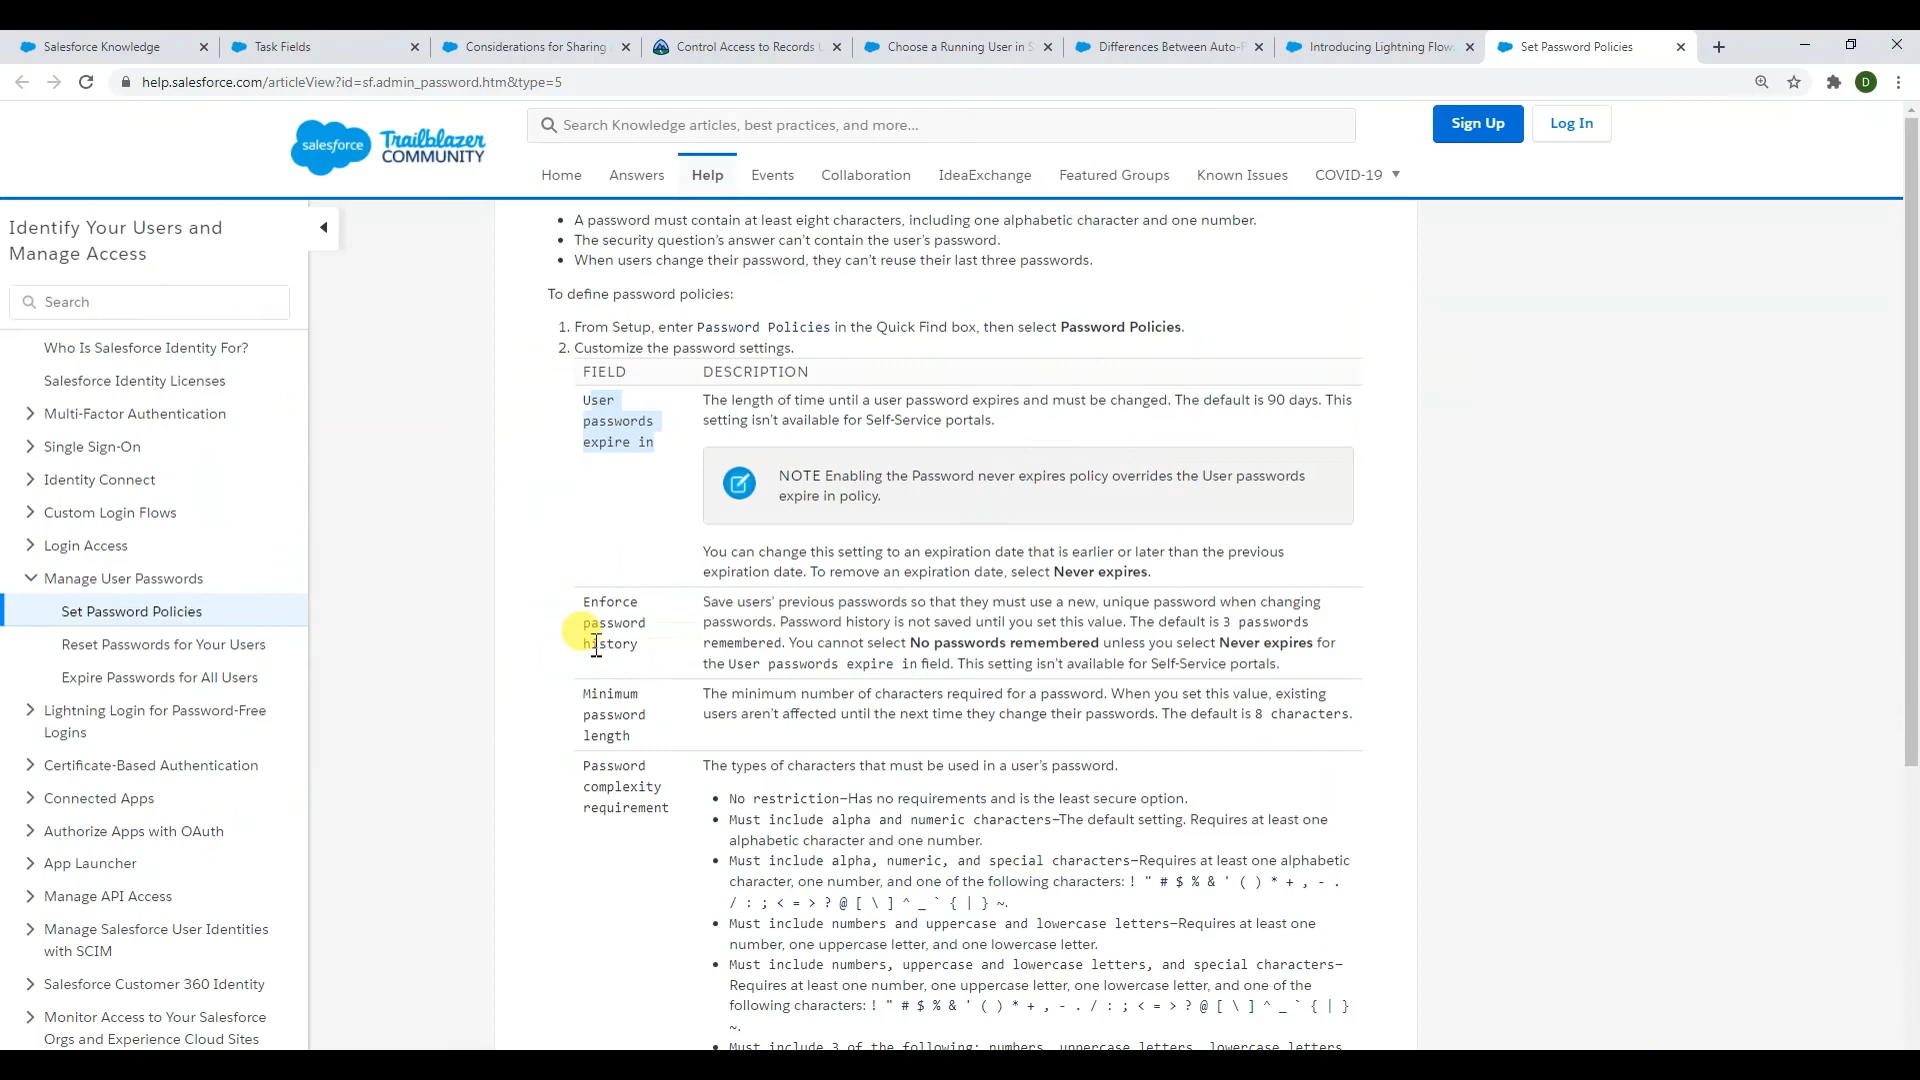 Salesforce Knowledge
Task Fields
Considerations for Sharing
Control Access to Records U
Choose a Running User in S
Differences Between Auto-P
Introducing Lightning Flow
Set Password Policies
help.salesforce.com/articleView?id=sf.admin_password.htm&type=5
D
salesforce
Trailblazer
COMMUNITY
Search Knowledge articles, best practices, and more...
Sign Up
Log In
Home
Answers
Help
Events
Collaboration
IdeaExchange
Featured Groups
Known Issues
COVID-19
Identify Your Users and
Manage Access
Search
Who Is Salesforce Identity For?
Salesforce Identity Licenses
Multi-Factor Authentication
Single Sign-On
Identity Connect
Custom Login Flows
Login Access
Manage User Passwords
Set Password Policies
Reset Passwords for Your Users
Expire Passwords for All Users
Lightning Login for Password-Free
Logins
Certificate-Based Authentication
Connected Apps
Authorize Apps with OAuth
App Launcher
Manage API Access
Manage Salesforce User Identities
with SCIM
Salesforce Customer 360 Identity
Monitor Access to Your Salesforce
Orgs and Experience Cloud Sites
• A password must contain at least eight characters, including one alphabetic character and one number.
• The security question's answer can't contain the user's password.
• When users change their password, they can't reuse their last three passwords.
To define password policies:
1. From Setup, enter Password Policies in the Quick Find box, then select Password Policies.
2. Customize the password settings.
FIELD DESCRIPTION
User
passwords
expire in
The length of time until a user password expires and must be changed. The default is 90 days. This
setting isn't available for Self-Service portals.
NOTE Enabling the Password never expires policy overrides the User passwords
expire in policy.
You can change this setting to an expiration date that is earlier or later than the previous
expiration date. To remove an expiration date, select Never expires.
Enforce
password
history
Save users' previous passwords so that they must use a new, unique password when changing
passwords. Password history is not saved until you set this value. The default is 3 passwords
remembered. You cannot select No passwords remembered unless you select Never expires for
the User passwords expire in field. This setting isn't available for Self-Service portals.
Minimum
password
length
The minimum number of characters required for a password. When you set this value, existing
users aren't affected until the next time they change their passwords. The default is 8 characters.
Password
complexity
requirement
The types of characters that must be used in a user's password.
• No restriction—Has no requirements and is the least secure option.
• Must include alpha and numeric characters—The default setting. Requires at least one
alphabetic character and one number.
• Must include alpha, numeric, and special characters—Requires at least one alphabetic
character, one number, and one of the following characters: ! " # $ % & ' ( ) * + , - .
/ : ; < = > ? @ [ \ ] ^ _ ` { | } ~.
• Must include numbers and uppercase and lowercase letters—Requires at least one
number, one uppercase letter, and one lowercase letter.
• Must include numbers, uppercase and lowercase letters, and special characters—
Requires at least one number, one uppercase letter, one lowercase letter, and one of the
following characters: ! " # $ % & ' ( ) * + , - . / : ; < = > ? @ [ \ ] ^ _ ` { | }
~.
• Must include 3 of the following: numbers, uppercase letters, lowercase letters,